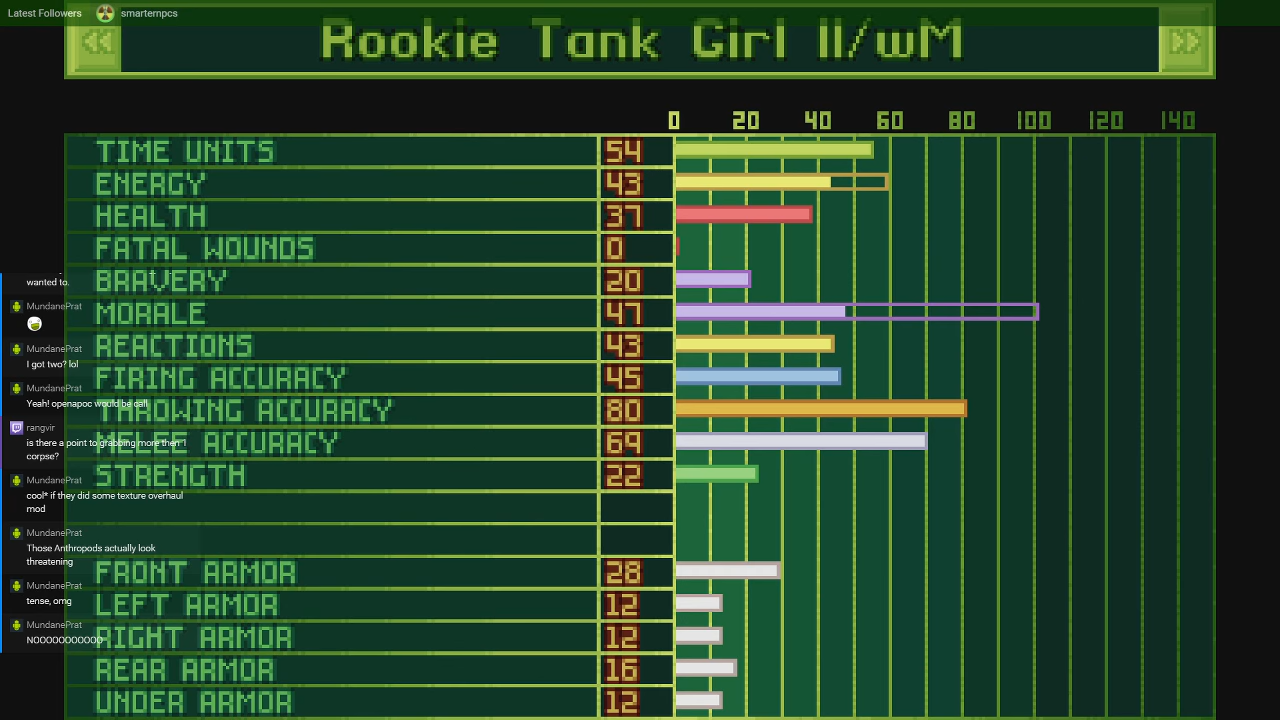 Latest Followers smarternpcs
Rookie Tank Girl ll/wM
0 20 40 60 80 100 120 140
TIME UNITS 54
ENERGY 43
HEALTH 37
FATAL WOUNDS 0
BRAVERY 20
MORALE 47
REACTIONS 43
FIRING ACCURACY 45
THROWING ACCURACY 80
MELEE ACCURACY 69
STRENGTH 22
FRONT ARMOR 28
LEFT ARMOR 12
RIGHT ARMOR 12
REAR ARMOR 16
UNDER ARMOR 12
wanted to.
MundanePrat
MundanePrat
I got two? lol
MundanePrat
Yeah! openapoc would be
rangvir
is there a point to grabbing more then 1
corpse?
MundanePrat
cool* if they did some texture overhaul
mod
MundanePrat
Those Anthropods actually look
threatening
MundanePrat
tense, omg
MundanePrat
NOOOOOOOOOOO